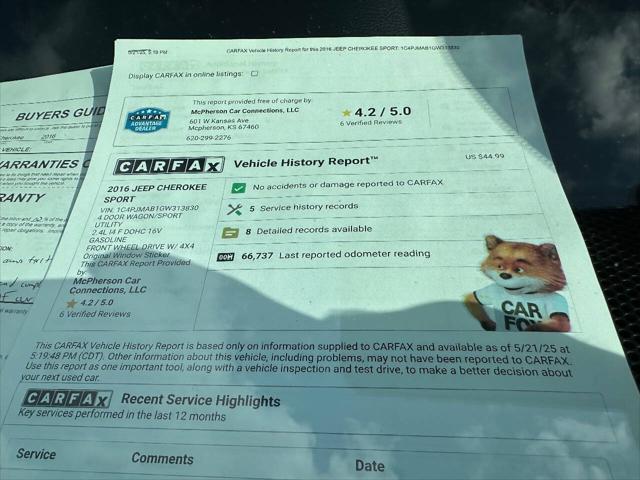 5/21/25, 5:19 PM
CARFAX Vehicle History Report for this 2016 JEEP CHEROKEE SPORT: 1C4PJMAB1GW313830
Display CARFAX in online listings:
CARFAX
ADVANTAGE
DEALER
This report provided free of charge by:
McPherson Car Connections, LLC
601 W Kansas Ave
McPherson, KS 67460
620-299-2276
4.2 / 5.0
6 Verified Reviews
CARFAX Vehicle History Report™
US $44.99
2016 JEEP CHEROKEE
SPORT
VIN: 1C4PJMAB1GW313830
4 DOOR WAGON/SPORT
UTILITY
2.4L I4 F DOHC 16V
GASOLINE
FRONT WHEEL DRIVE W/ 4X4
Original Window Sticker
This CARFAX Report Provided
by:
McPherson Car
Connections, LLC
4.2 / 5.0
6 Verified Reviews
No accidents or damage reported to CARFAX
5 Service history records
8 Detailed records available
66,737 Last reported odometer reading
CAR
FOX
This CARFAX Vehicle History Report is based only on information supplied to CARFAX and available as of 5/21/25 at
5:19:48 PM (CDT). Other information about this vehicle, including problems, may not have been reported to CARFAX.
Use this report as one important tool, along with a vehicle inspection and test drive, to make a better decision about
your next used car.
CARFAX Recent Service Highlights
Key services performed in the last 12 months
Service
Comments
Date
BUYERS GUID
Cherokee 2016
VEHICLE:
WARRANTIES
RANTY